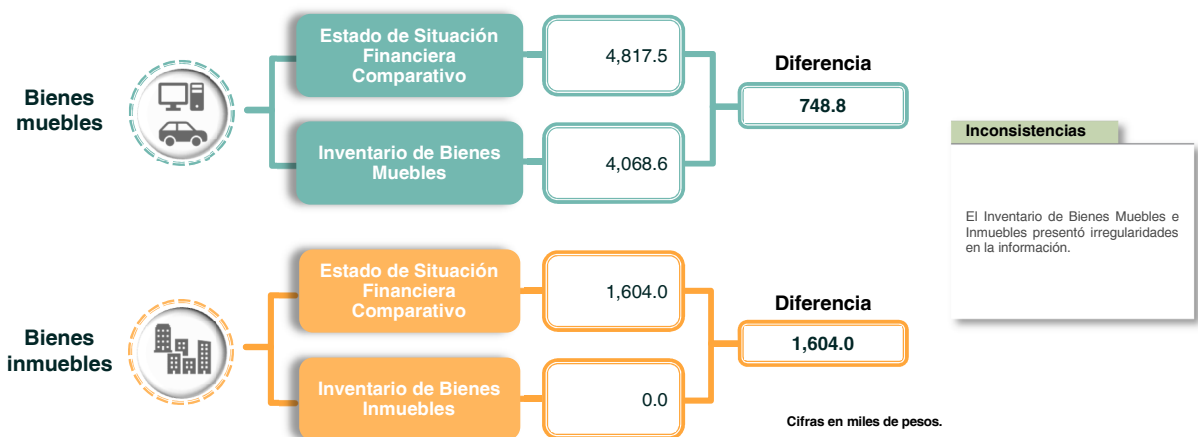 Bienes
muebles
Estado de Situación
Financiera
Comparativo
4,817.5
Inventario de Bienes
Muebles
4,068.6
Diferencia
748.8
Inconsistencias
El Inventario de Bienes Muebles e
Inmuebles presentó irregularidades
en la información.
Bienes
inmuebles
Estado de Situación
Financiera
Comparativo
1,604.0
Inventario de Bienes
Inmuebles
0.0
Diferencia
1,604.0
Cifras en miles de pesos.